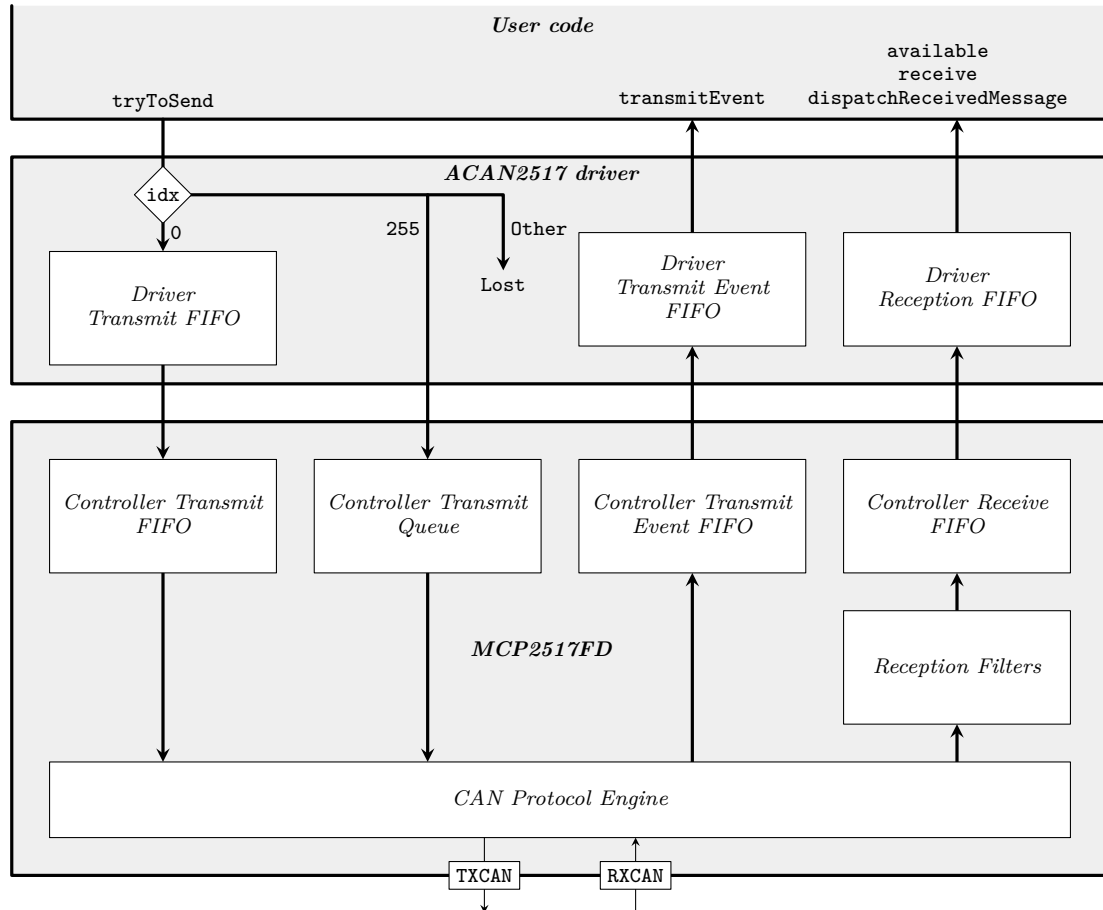 User code
tryToSend
transmitEvent
available
receive
dispatchReceivedMessage
ACAN2517 driver
idx
0
255
Other
Lost
Driver
Transmit FIFO
Driver
Transmit Event
FIFO
Driver
Reception FIFO
Controller Transmit
FIFO
Controller Transmit
Queue
Controller Transmit
Event FIFO
Controller Receive
FIFO
MCP2517FD
Reception Filters
CAN Protocol Engine
TXCAN
RXCAN